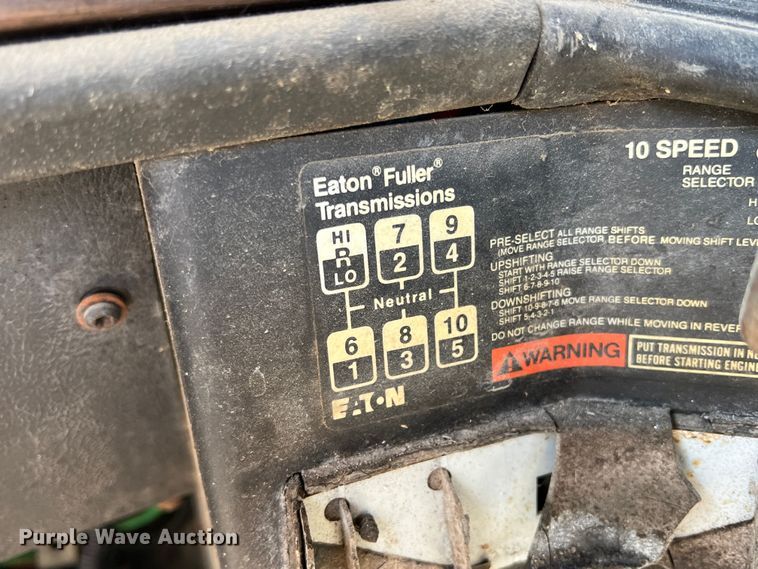 Eaton® Fuller®
Transmissions
HI
R
LO
7
2
9
4
Neutral
6
1
8
3
10
5
EATON
10 SPEED
RANGE
SELECTOR
PRE-SELECT ALL RANGE SHIFTS
(MOVE RANGE SELECTOR BEFORE MOVING SHIFT LEVE
UPSHIFTING
START WITH RANGE SELECTOR DOWN
SHIFT 1-2-3-4-5 RAISE RANGE SELECTOR
SHIFT 6-7-8-9-10
DOWNSHIFTING
SHIFT 10-9-8-7-6 MOVE RANGE SELECTOR DOWN
SHIFT 5-4-3-2-1
DO NOT CHANGE RANGE WHILE MOVING IN REVER
WARNING
PUT TRANSMISSION IN NE
BEFORE STARTING ENGINE
Purple Wave Auction